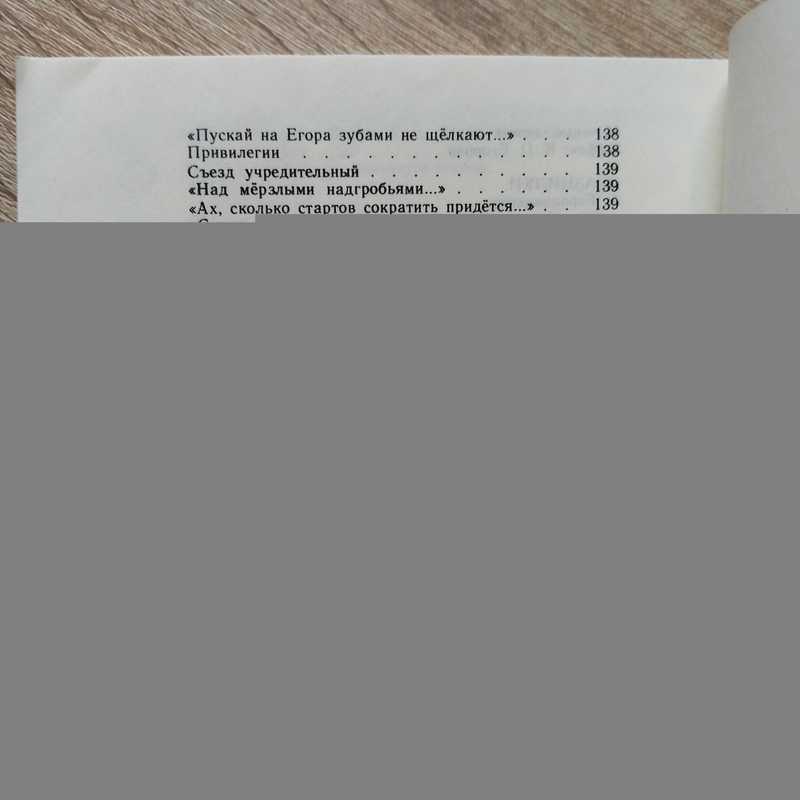 «Пускай на Егора зубами не щёлкают...» . . . 138
Привилегии . . . . . . . . . . 138
Съезд учредительный . . . . . . . . . . 139
«Над мёрзлыми надгробьями...» . . . . . . 139
«Ах, сколько стартов сократить придётся...» . . 139